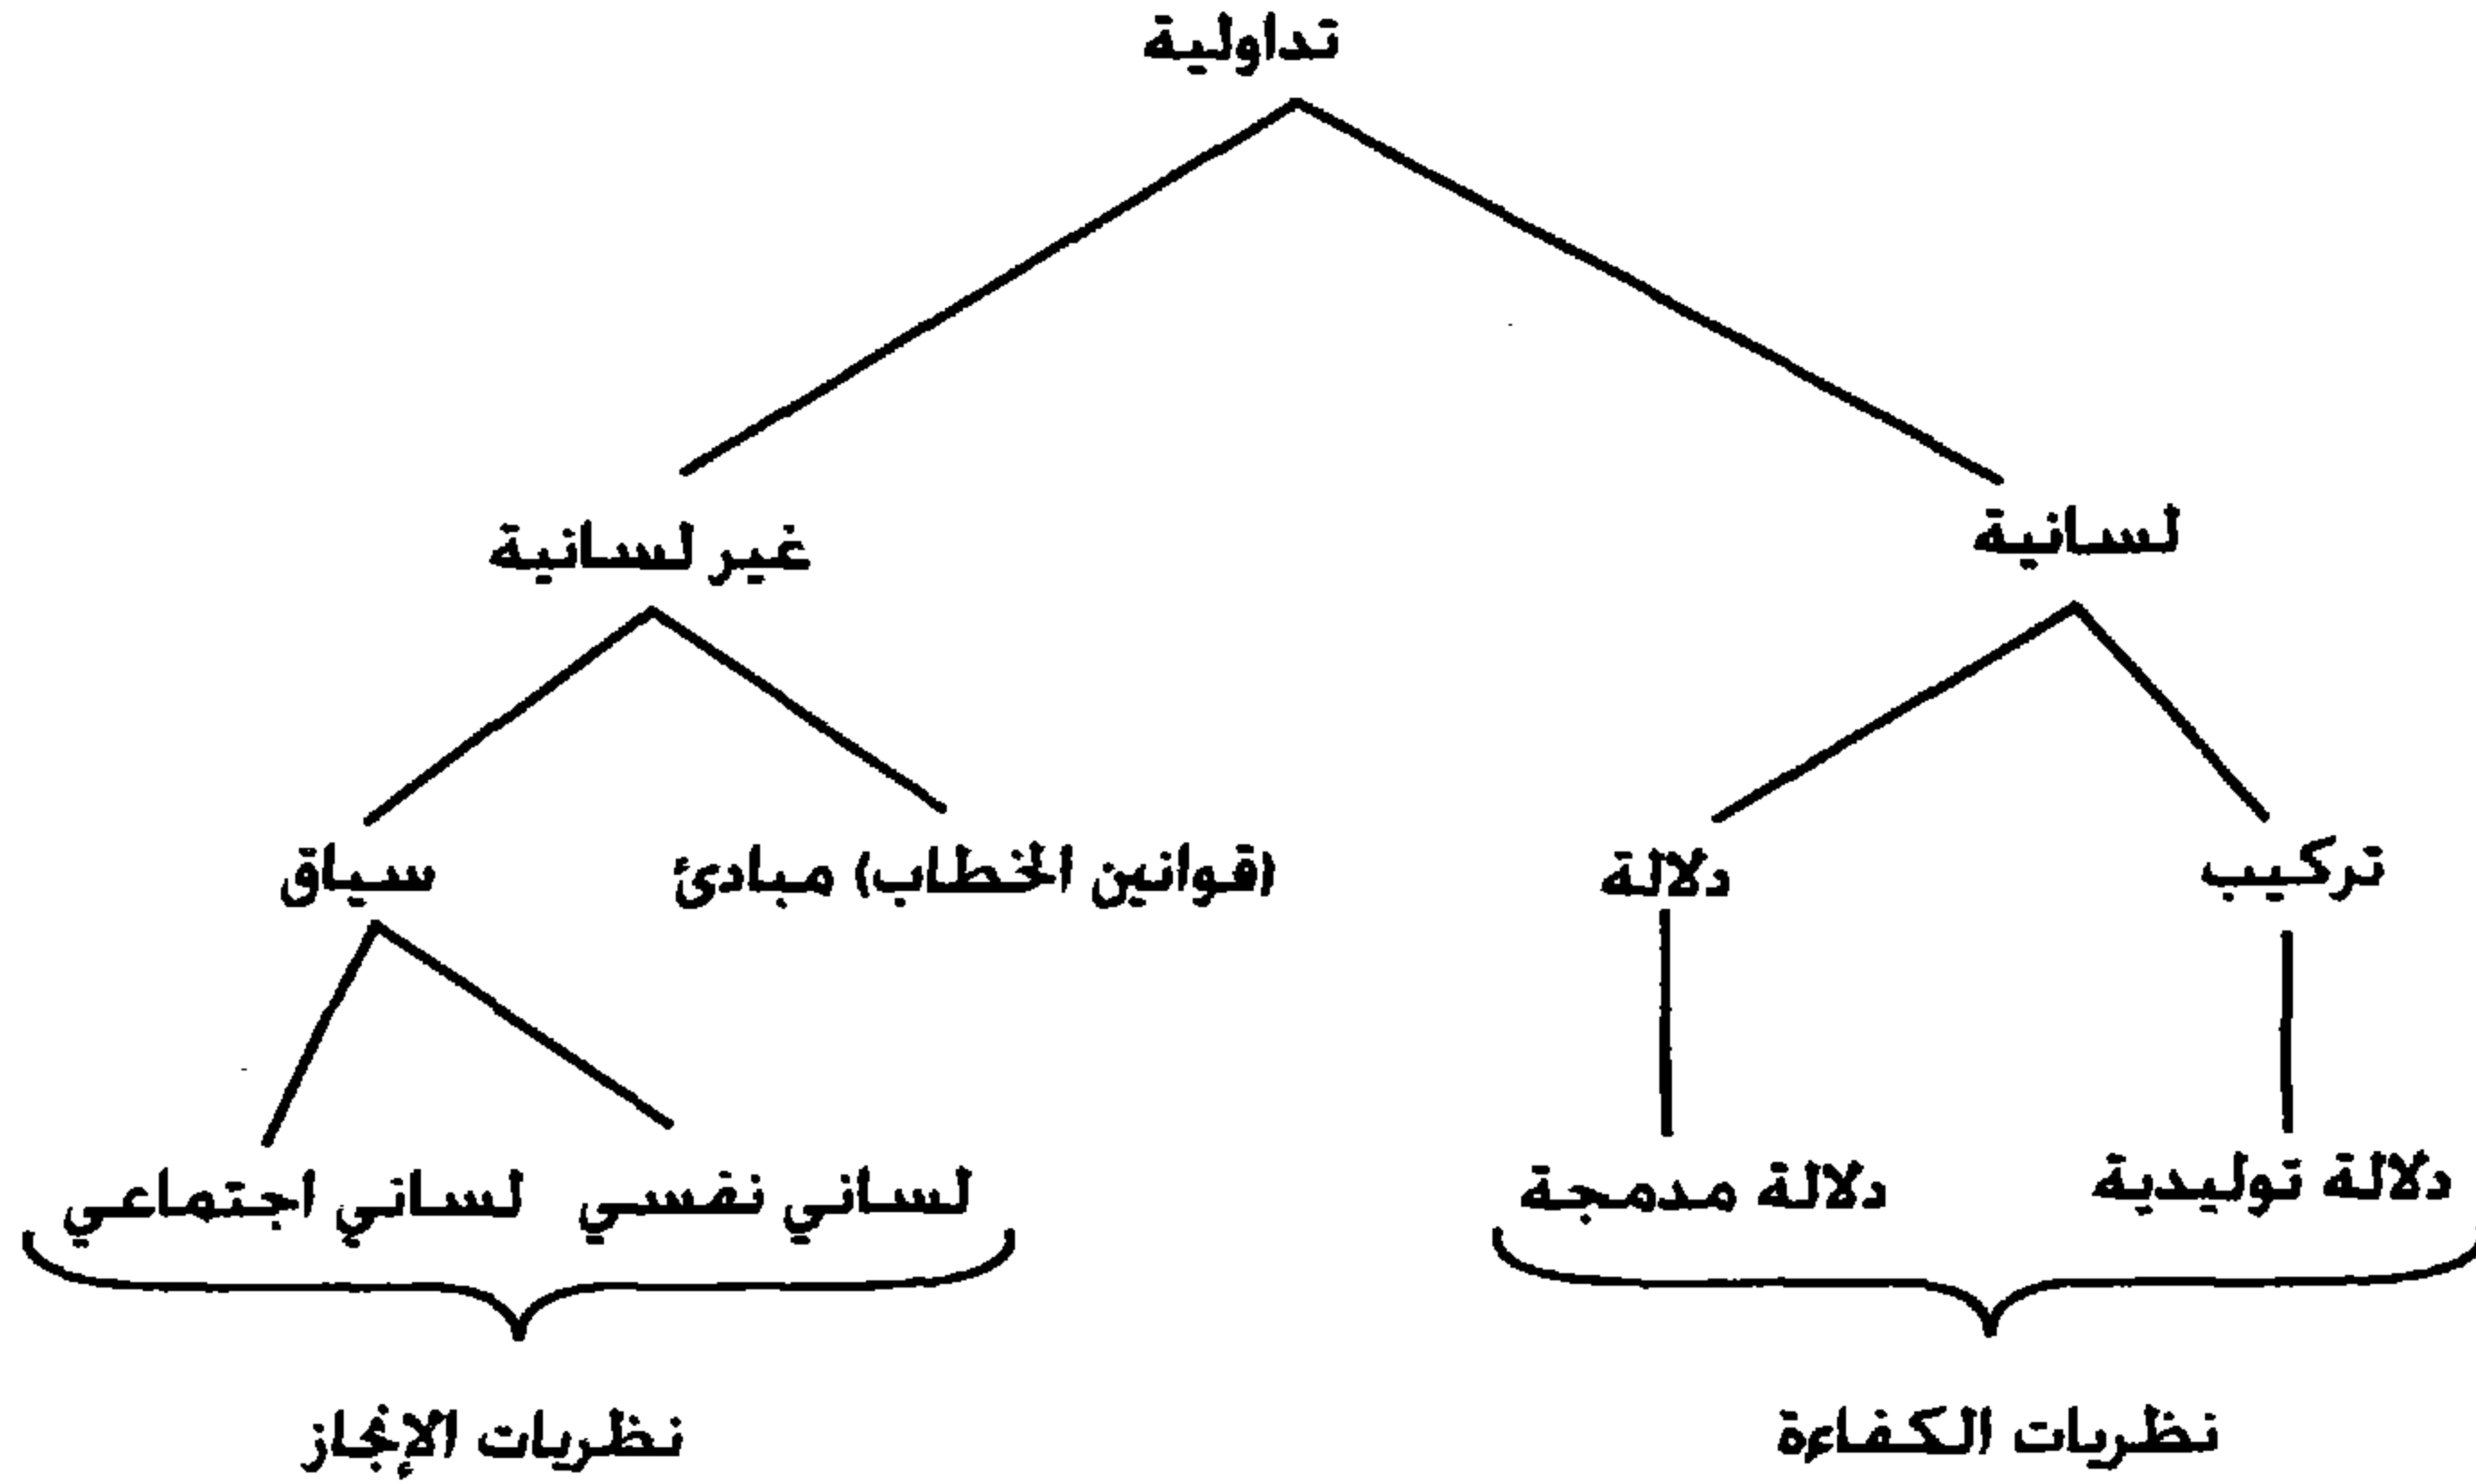 تداولية
لسانية
غير لسانية
تركيب
دلالة
(قوانين الخطاب) مبادئ
سياق
دلالة توليدية
دلالة مدمجة
لساني نفسي
لساني اجتماعي
نظريات الكفاءة
نظريات الإنجاز